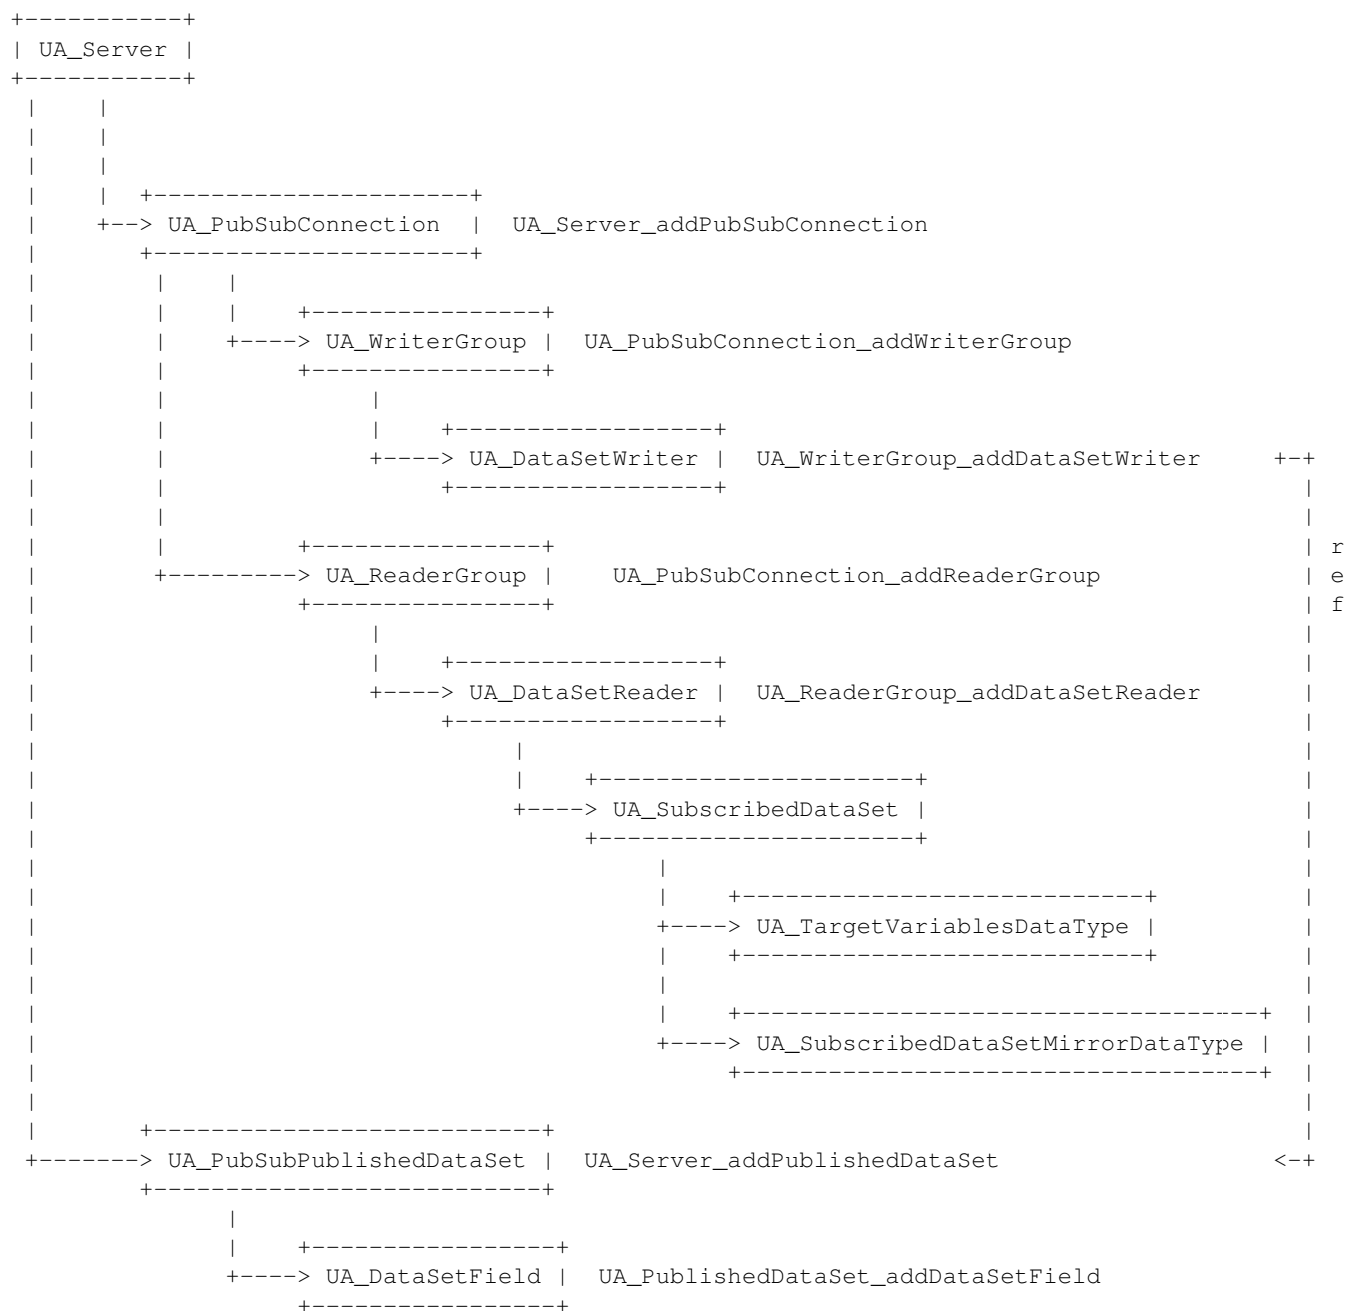 UA_Server
UA_PubSubConnection UA_Server_addPubSubConnection
UA_WriterGroup UA_PubSubConnection_addWriterGroup
UA_DataSetWriter UA_WriterGroup_addDataSetWriter
r
UA_ReaderGroup UA_PubSubConnection_addReaderGroup e
f
UA_DataSetReader UA_ReaderGroup_addDataSetReader
UA_SubscribedDataSet
UA_TargetVariablesDataType
UA_SubscribedDataSetMirrorDataType
UA_PubSubPublishedDataSet UA_Server_addPublishedDataSet
UA_DataSetField UA_PublishedDataSet_addDataSetField